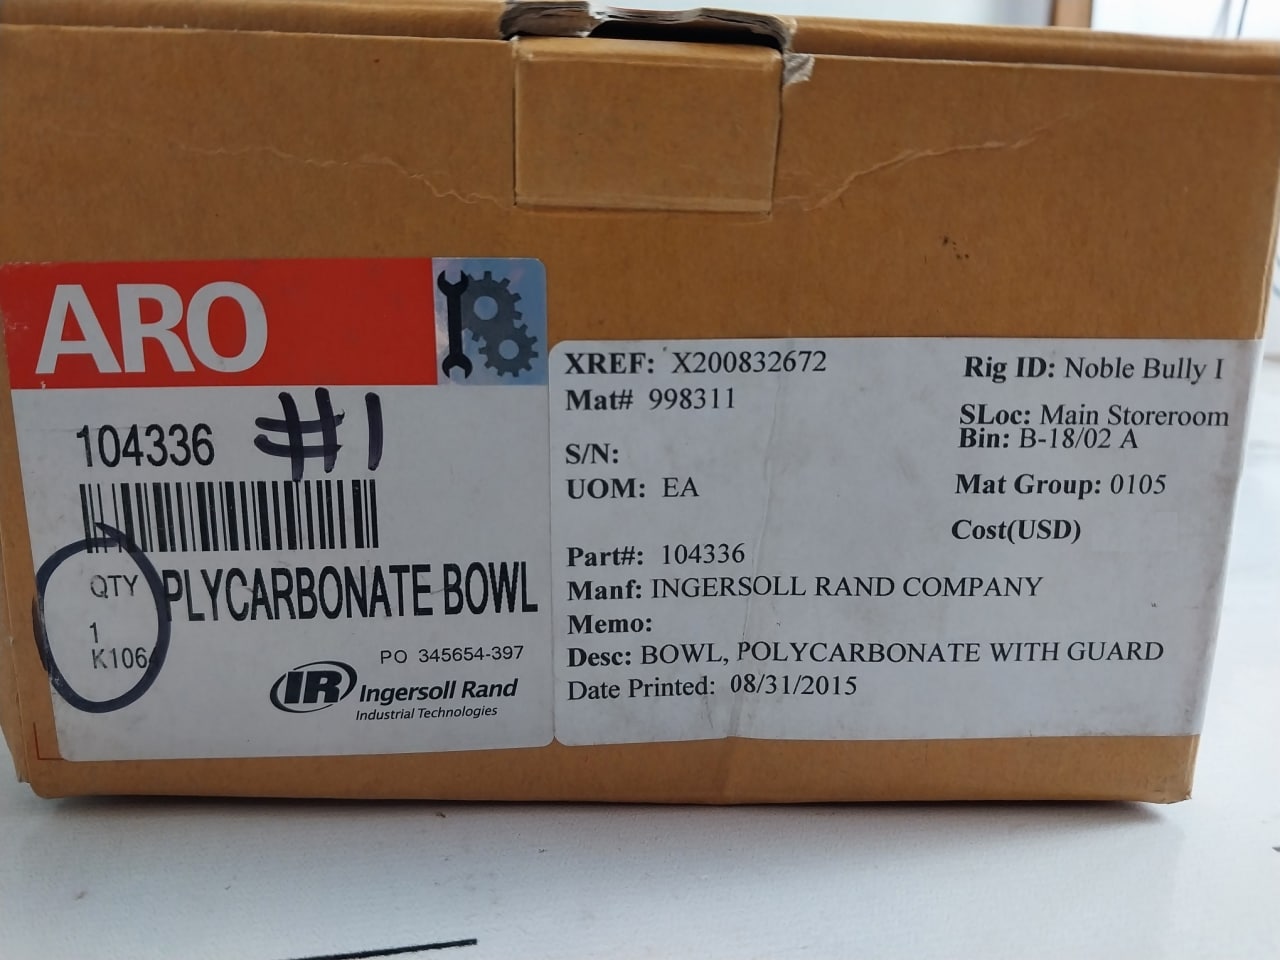 ARO
104336 #1
QTY
PLYCARBONATE BOWL
1
K106
PO 345654-397
IR Ingersoll Rand
Industrial Technologies
XREF: X200832672
Mat# 998311
S/N:
UOM: EA
Part#: 104336
Manf: INGERSOLL RAND COMPANY
Memo:
Desc: BOWL, POLYCARBONATE WITH GUARD
Date Printed: 08/31/2015
Rig ID: Noble Bully I
SLoc: Main Storeroom
Bin: B-18/02 A
Mat Group: 0105
Cost(USD)